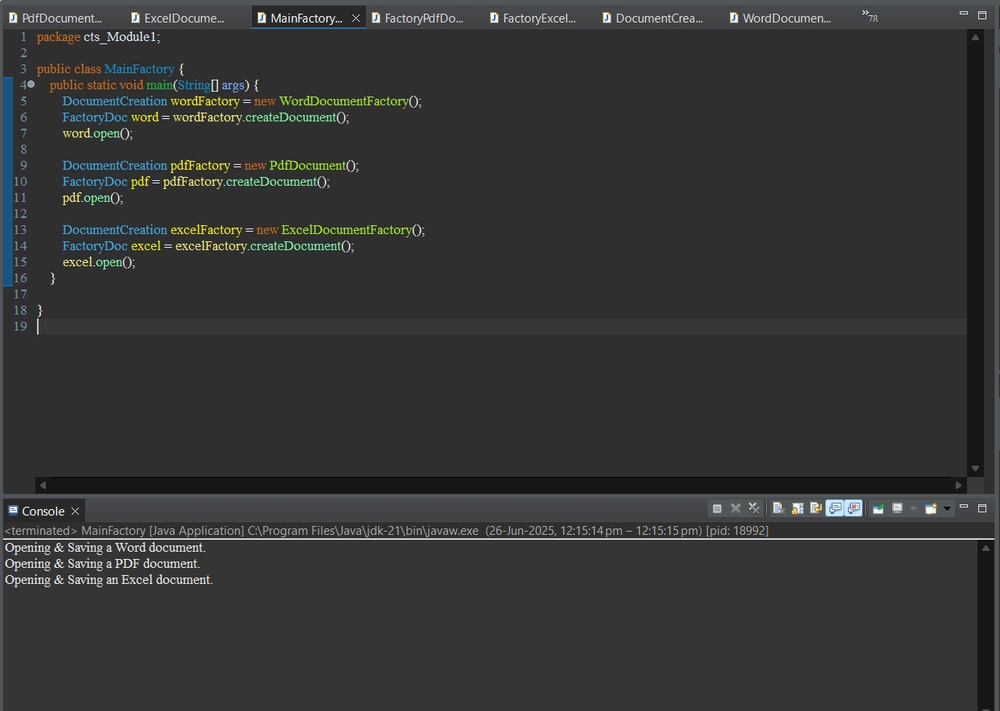 PdfDocument... ExcelDocume... MainFactory... FactoryPdfDo... FactoryExcel... DocumentCrea... WordDocumen... »78
1 package cts_Module1;
2
3 public class MainFactory {
4 public static void main(String[] args) {
5 DocumentCreation wordFactory = new WordDocumentFactory();
6 FactoryDoc word = wordFactory.createDocument();
7 word.open();
8
9 DocumentCreation pdfFactory = new PdfDocument();
10 FactoryDoc pdf = pdfFactory.createDocument();
11 pdf.open();
12
13 DocumentCreation excelFactory = new ExcelDocumentFactory();
14 FactoryDoc excel = excelFactory.createDocument();
15 excel.open();
16 }
17
18 }
19
Console
<terminated> MainFactory [Java Application] C:\Program Files\Java\jdk-21\bin\javaw.exe (26-Jun-2025, 12:15:14 pm – 12:15:15 pm) [pid: 18992]
Opening & Saving a Word document.
Opening & Saving a PDF document.
Opening & Saving an Excel document.